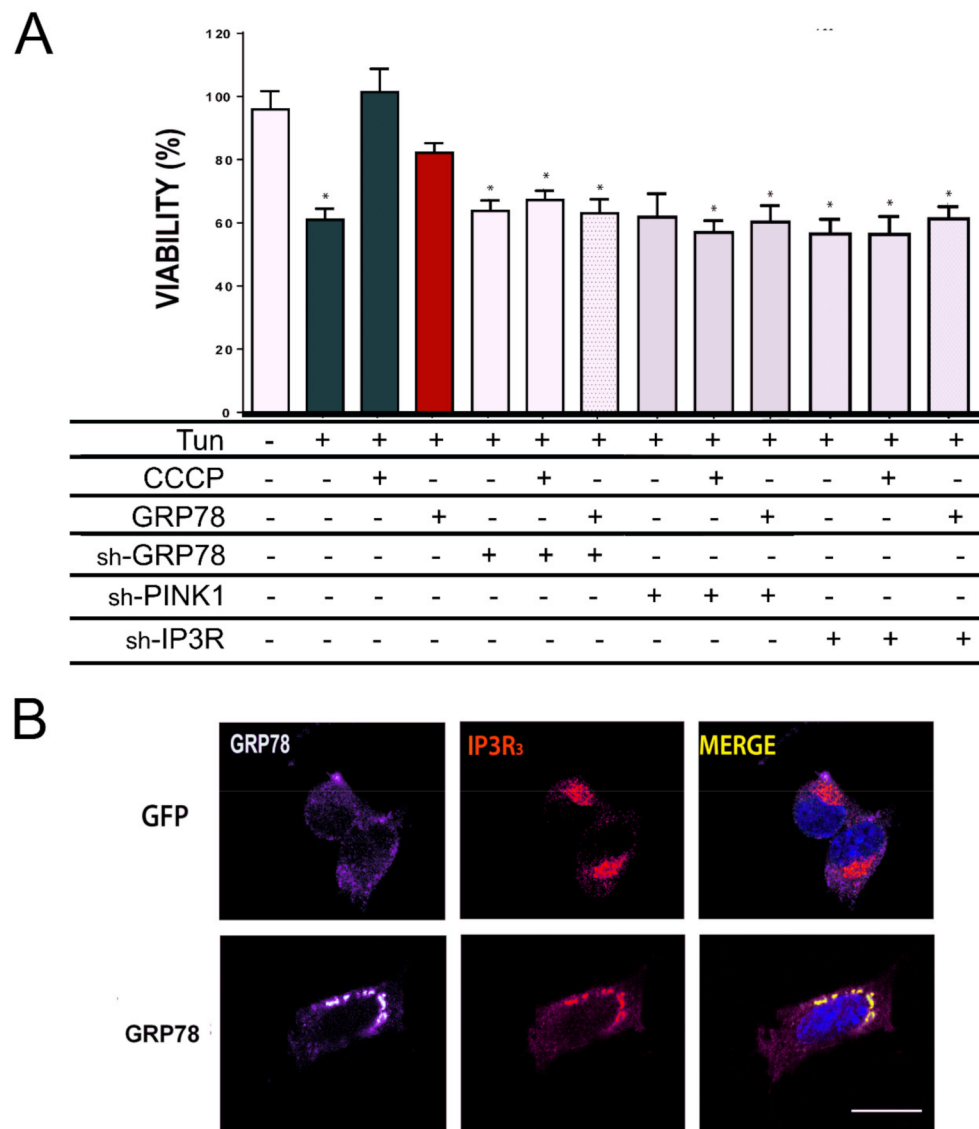 A
120
100
80
60
40
20
0
VIABILITY (%)
* * * * * * * * * *
Tun - + + + + + + + + + + + +
CCCP - - + - - + - - + - - + -
GRP78 - - - + - - + - - + - - +
sh-GRP78 - - - - + + + - - - - - -
sh-PINK1 - - - - - - - + + + - - -
sh-IP3R - - - - - - - - - - + + +
B
GRP78 IP3R3 MERGE
GFP
GRP78